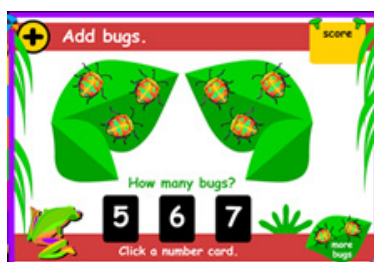 Add bugs.
score
How many bugs?
5 6 7
Click a number card.
more
bugs